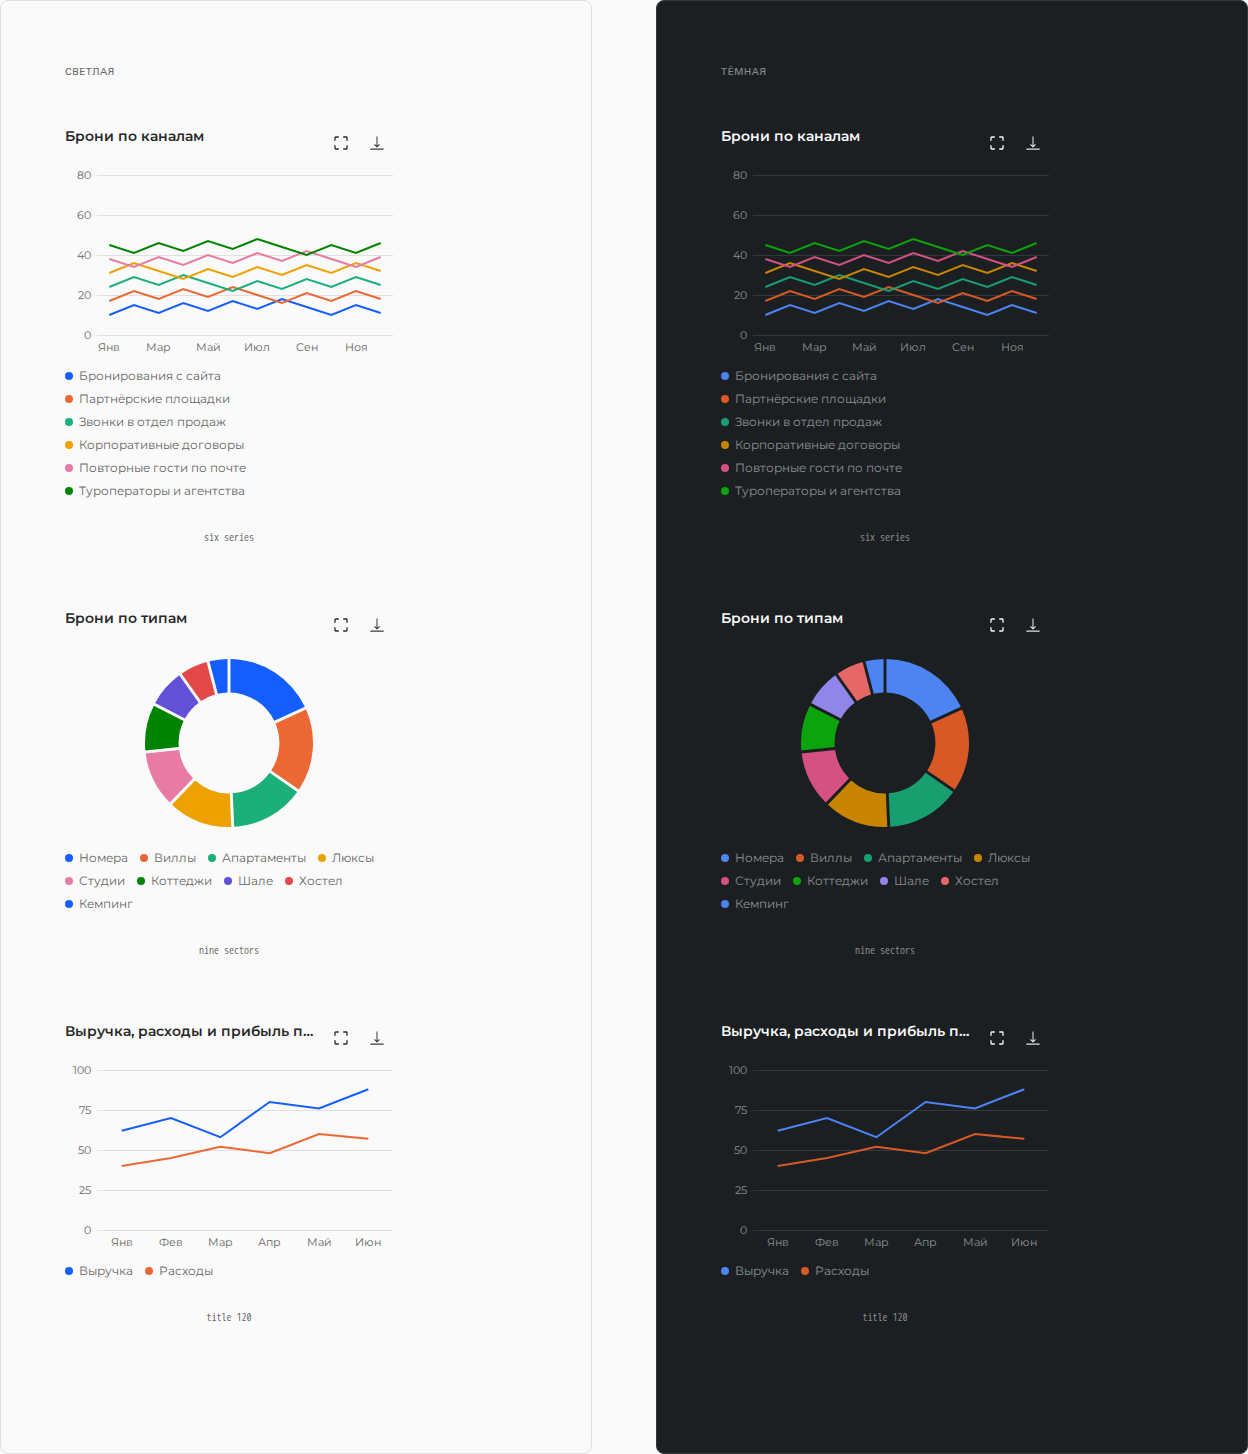 СВЕТЛАЯ
Брони по каналам
80
60
40
20
0
Янв Мар Май Июл Сен Ноя
Бронирования с сайта
Партнёрские площадки
Звонки в отдел продаж
Корпоративные договоры
Повторные гости по почте
Туроператоры и агентства
six series
Брони по типам
Номера Виллы Апартаменты Люксы
Студии Коттеджи Шале Хостел
Кемпинг
nine sectors
Выручка, расходы и прибыль п...
100
75
50
25
0
Янв Фев Мар Апр Май Июн
Выручка Расходы
title 120
ТЁМНАЯ
Брони по каналам
80
60
40
20
0
Янв Мар Май Июл Сен Ноя
Бронирования с сайта
Партнёрские площадки
Звонки в отдел продаж
Корпоративные договоры
Повторные гости по почте
Туроператоры и агентства
six series
Брони по типам
Номера Виллы Апартаменты Люксы
Студии Коттеджи Шале Хостел
Кемпинг
nine sectors
Выручка, расходы и прибыль п...
100
75
50
25
0
Янв Фев Мар Апр Май Июн
Выручка Расходы
title 120